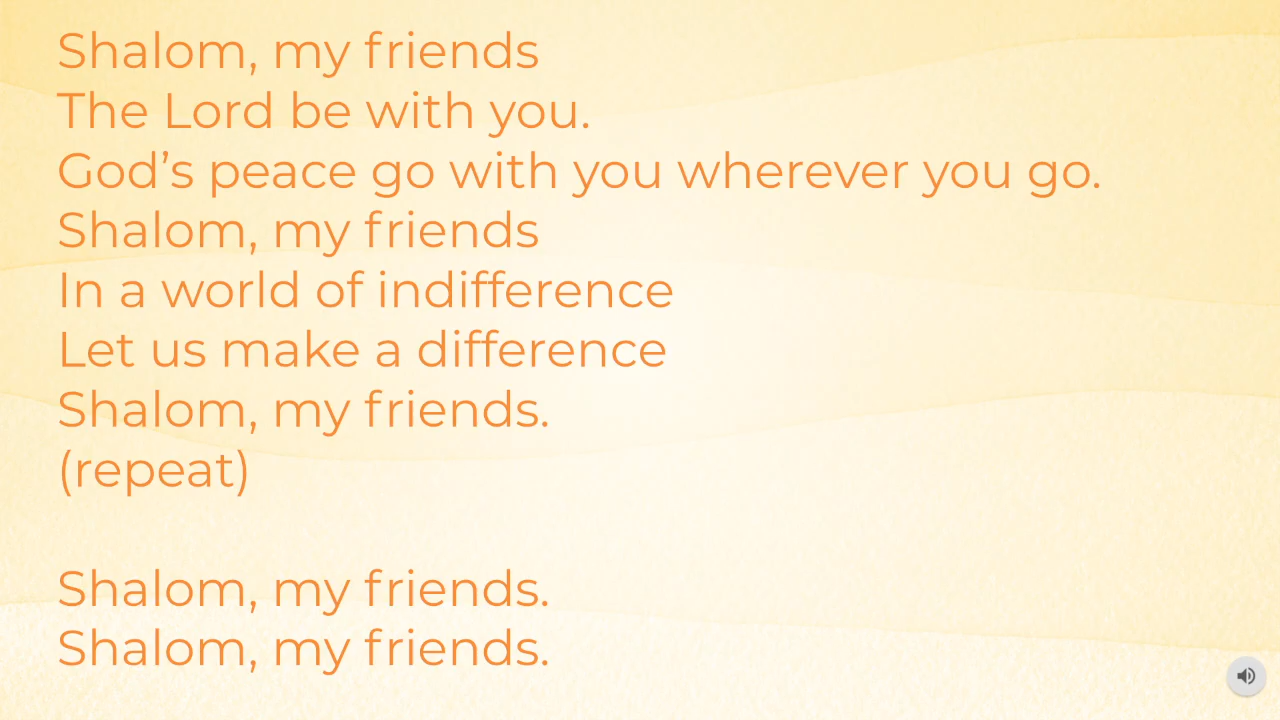 Shalom, my friends
The Lord be with you.
God’s peace go with you wherever you go.
Shalom, my friends
In a world of indifference
Let us make a difference
Shalom, my friends.
(repeat)
Shalom, my friends.
Shalom, my friends.